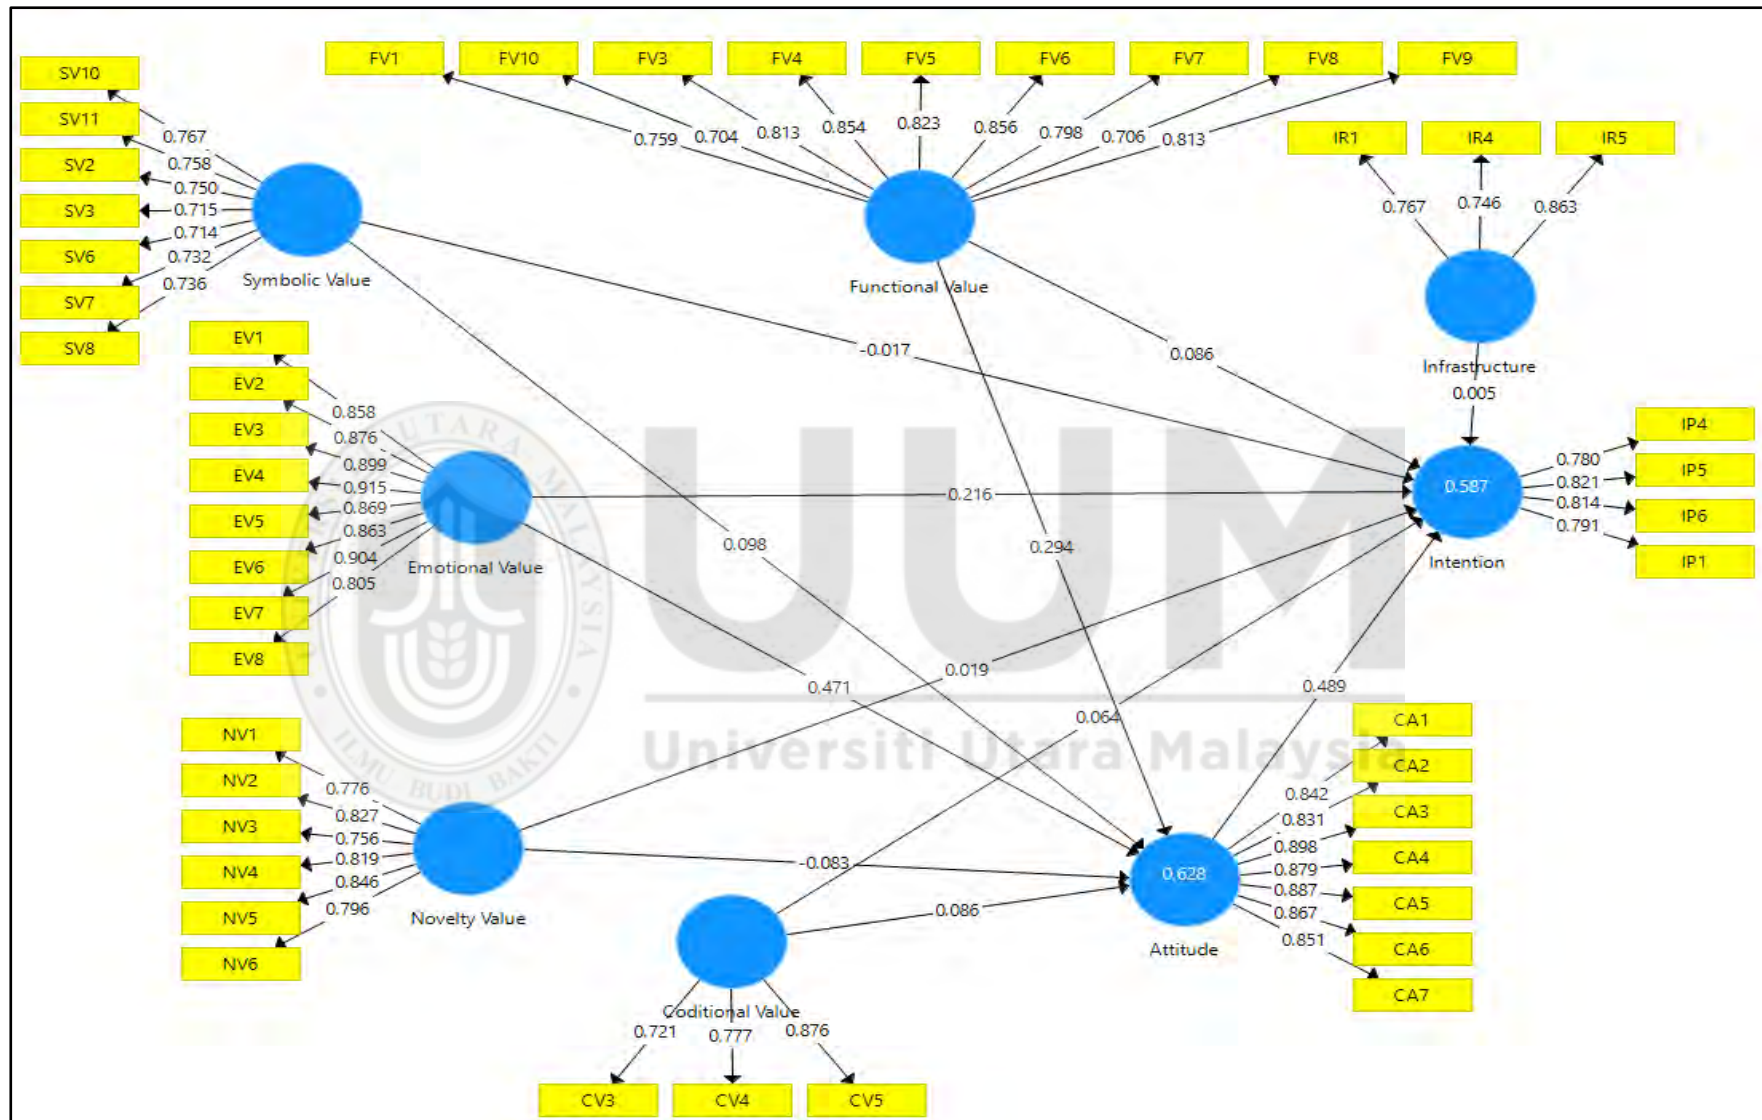 FV1 FV10 FV3 FV4 FV5 FV6 FV7 FV8 FV9
0.759 0.704 0.813 0.854 0.823 0.856 0.798 0.706 0.813
Functional Value
SV10
SV11
SV2
SV3
SV6
SV7
SV8
0.767
0.758
0.750
0.715
0.714
0.732
0.736
Symbolic Value
IR1 IR4 IR5
0.767 0.746 0.863
Infrastructure
-0.017
0.086
0.005
EV1
EV2
EV3
EV4
EV5
EV6
EV7
EV8
0.858
0.876
0.899
0.915
0.869
0.863
0.904
0.805
Emotional Value
0.216
0.098
0.294
0.587
Intention
0.780
0.821
0.814
0.791
IP4
IP5
IP6
IP1
0.471
0.019
0.064
0.489
UUM
Universiti Utara Malaysia
UNIVERSITI UTARA MALAYSIA
ILMU BUDI BAKTI
NV1
NV2
NV3
NV4
NV5
NV6
0.776
0.827
0.756
0.819
0.846
0.796
Novelty Value
-0.083
0.086
0.628
Attitude
0.842
0.831
0.898
0.879
0.887
0.867
0.851
CA1
CA2
CA3
CA4
CA5
CA6
CA7
Coditional Value
0.721 0.777 0.876
CV3 CV4 CV5